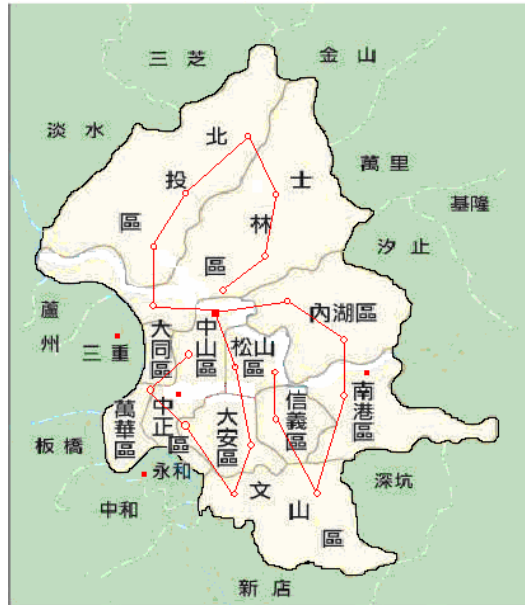 三芝
金山
淡水
北投區
士林區
萬里
基隆
汐止
蘆州
三重
大同區
中山區
松山區
內湖區
南港區
萬華區
中正區
大安區
信義區
板橋
永和
中和
文山區
深坑
新店